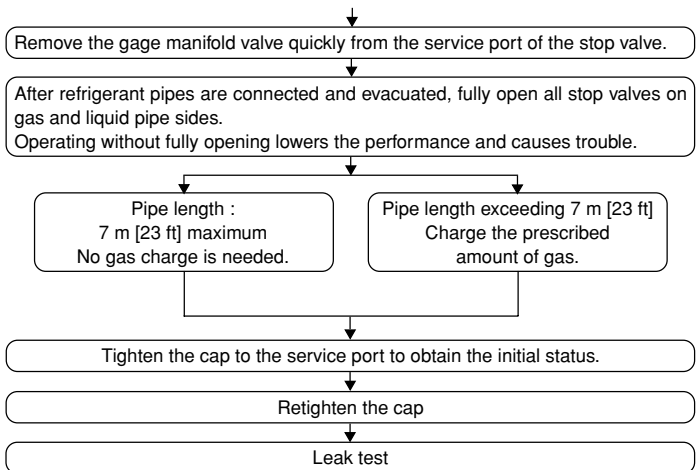 Remove the gage manifold valve quickly from the service port of the stop valve.
After refrigerant pipes are connected and evacuated, fully open all stop valves on
gas and liquid pipe sides.
Operating without fully opening lowers the performance and causes trouble.
Pipe length :
7 m [23 ft] maximum
No gas charge is needed.
Pipe length exceeding 7 m [23 ft]
Charge the prescribed
amount of gas.
Tighten the cap to the service port to obtain the initial status.
Retighten the cap
Leak test